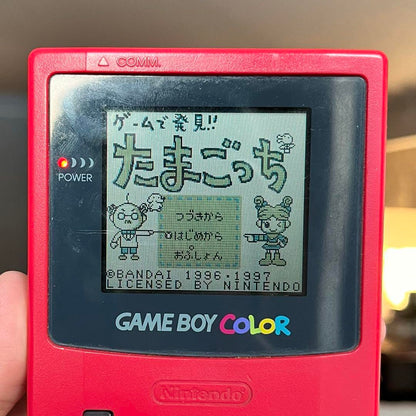 △ COMM.
ゲームで発見!!
たまごっち
POWER
つづきから
はじめから
おぷしょん
©BANDAI 1996･1997
LICENSED BY NINTENDO
GAME BOY COLOR
Nintendo